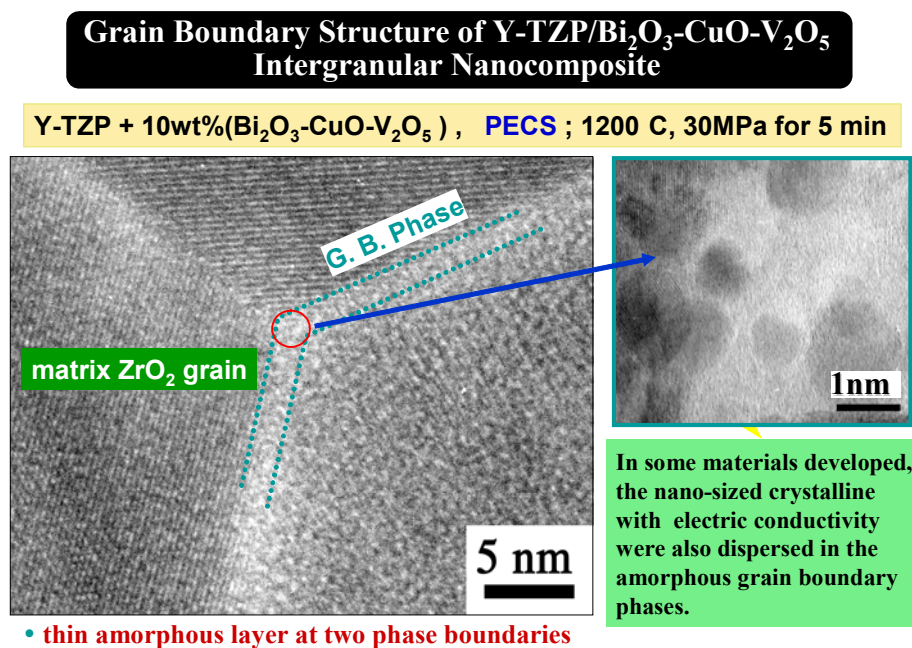 Grain Boundary Structure of Y-TZP/Bi₂O₃-CuO-V₂O₅
Intergranular Nanocomposite
Y-TZP + 10wt%(Bi₂O₃-CuO-V₂O₅ ) , PECS ; 1200 C, 30MPa for 5 min
G. B. Phase
matrix ZrO₂ grain
5 nm
1nm
In some materials developed,
the nano-sized crystalline
with electric conductivity
were also dispersed in the
amorphous grain boundary
phases.
• thin amorphous layer at two phase boundaries